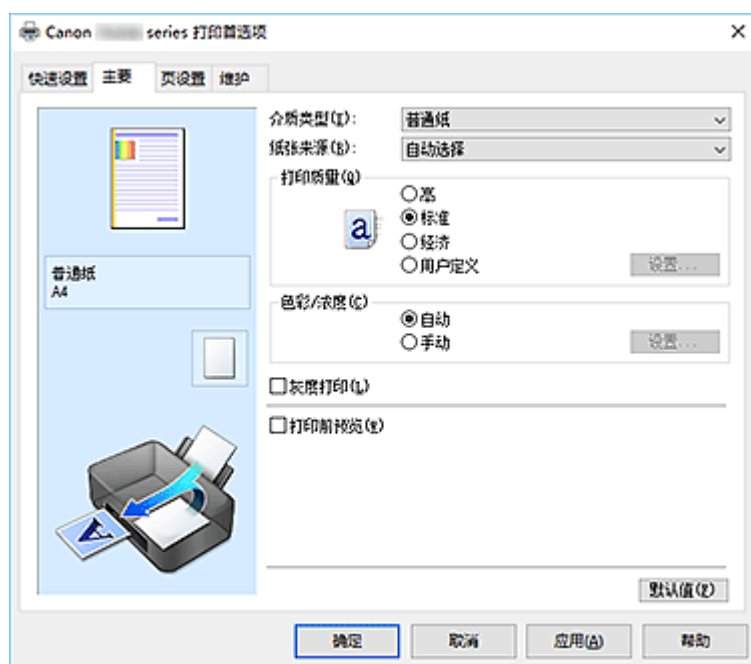 Canon series 打印首选项
快速设置 主要 页设置 维护
介质类型(T): 普通纸
纸张来源(B): 自动选择
打印质量(Q)
高
a 标准
经济
用户定义 设置...
普通纸
A4
色彩/浓度(C)
自动
手动 设置...
灰度打印(L)
打印前预览(E)
A
默认值(Z)
确定 取消 应用(A) 帮助